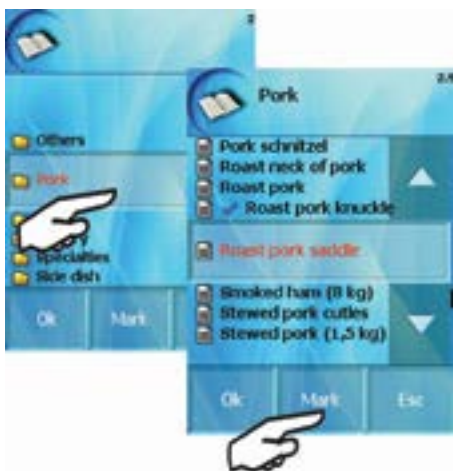 Others
Pork
Specialties
Side dish
Ok Mark
Pork
Pork schnitzel
Roast neck of pork
Roast pork
Roast pork knuckle
Roast pork saddle
Smoked ham (8 kg)
Stewed pork cutles
Stewed pork (1,5 kg)
Ok Mark Esc